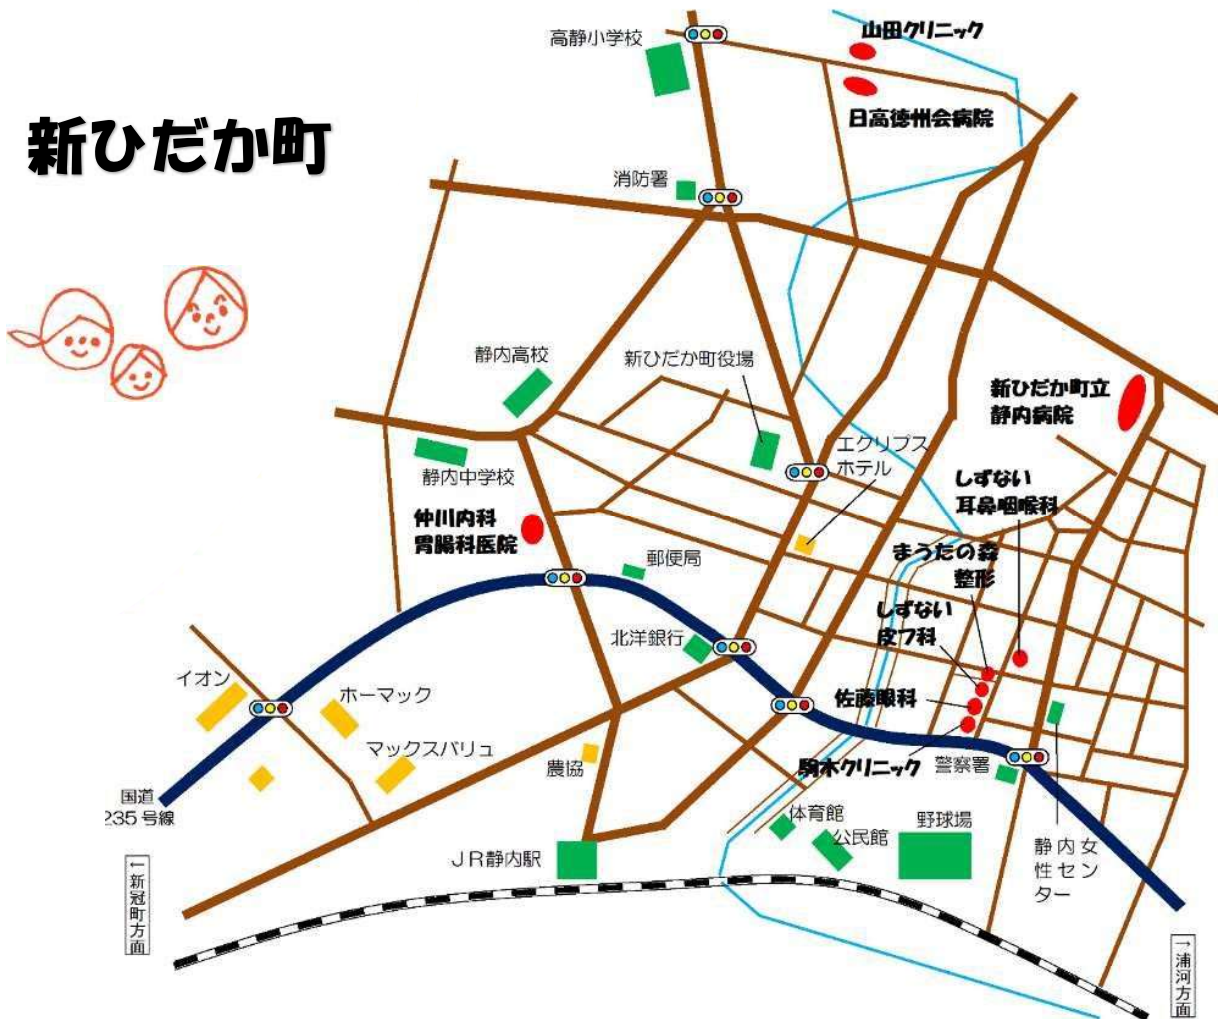 高静小学校
山田クリニック
新ひだか町
日高徳州会病院
消防署
静内高校
新ひだか町役場
新ひだか町立
静内病院
エクリプス
ホテル
静内中学校
しずない
耳鼻咽喉科
仲川内科
胃腸科医院
まうたの森
整形
郵便局
しずない
皮フ科
北洋銀行
イオン
ホーマック
佐藤眼科
マックスバリュ
農協
駒木クリニック
警察署
国道
235号線
体育館
公民館
野球場
JR静内駅
静内女
性セン
ター
←新冠町方面
→浦河方面